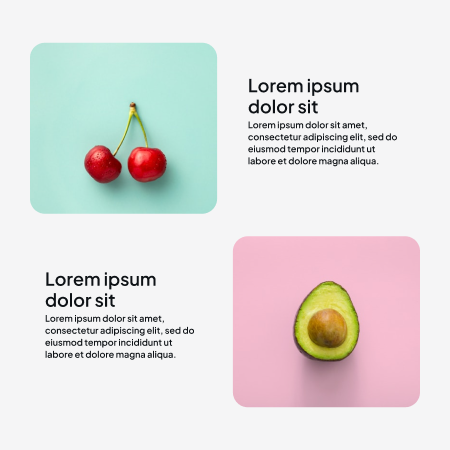 Lorem ipsum
dolor sit
Lorem ipsum dolor sit amet,
consectetur adipiscing elit, sed do
eiusmod tempor incididunt ut
labore et dolore magna aliqua.
Lorem ipsum
dolor sit
Lorem ipsum dolor sit amet,
consectetur adipiscing elit, sed do
eiusmod tempor incididunt ut
labore et dolore magna aliqua.